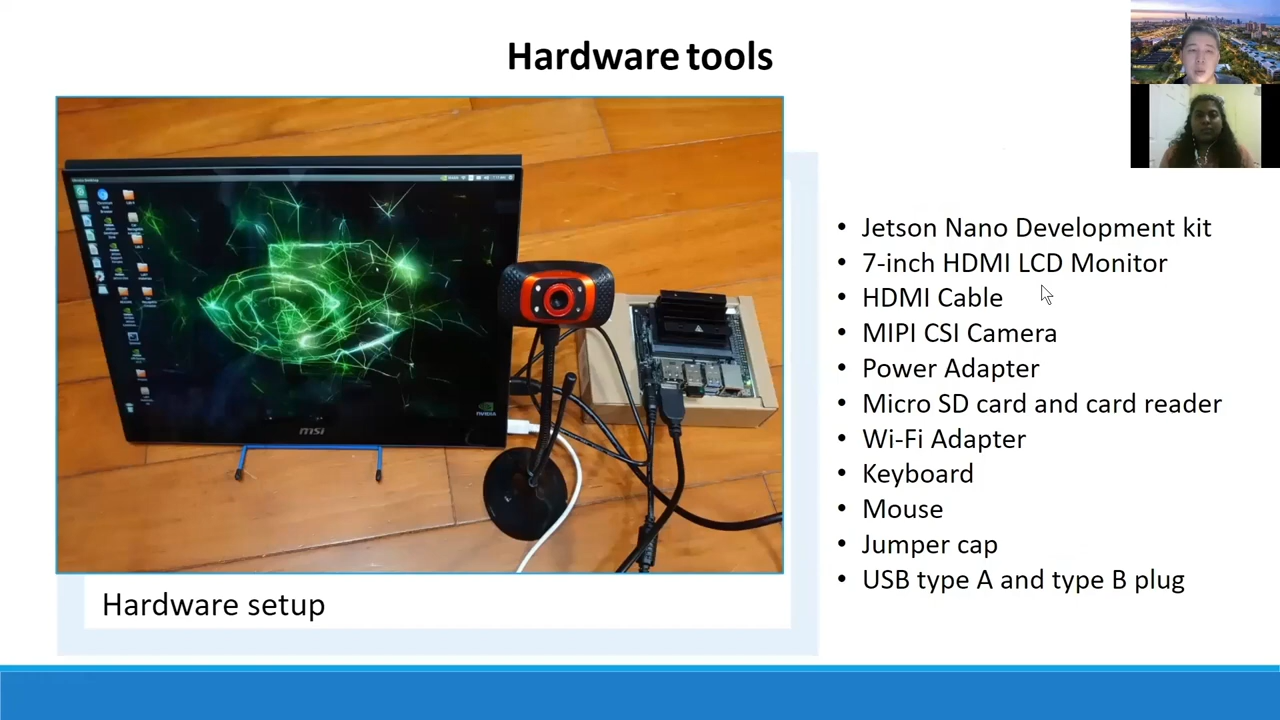 Hardware tools
msi
NVIDIA
Hardware setup
• Jetson Nano Development kit
• 7-inch HDMI LCD Monitor
• HDMI Cable
• MIPI CSI Camera
• Power Adapter
• Micro SD card and card reader
• Wi-Fi Adapter
• Keyboard
• Mouse
• Jumper cap
• USB type A and type B plug